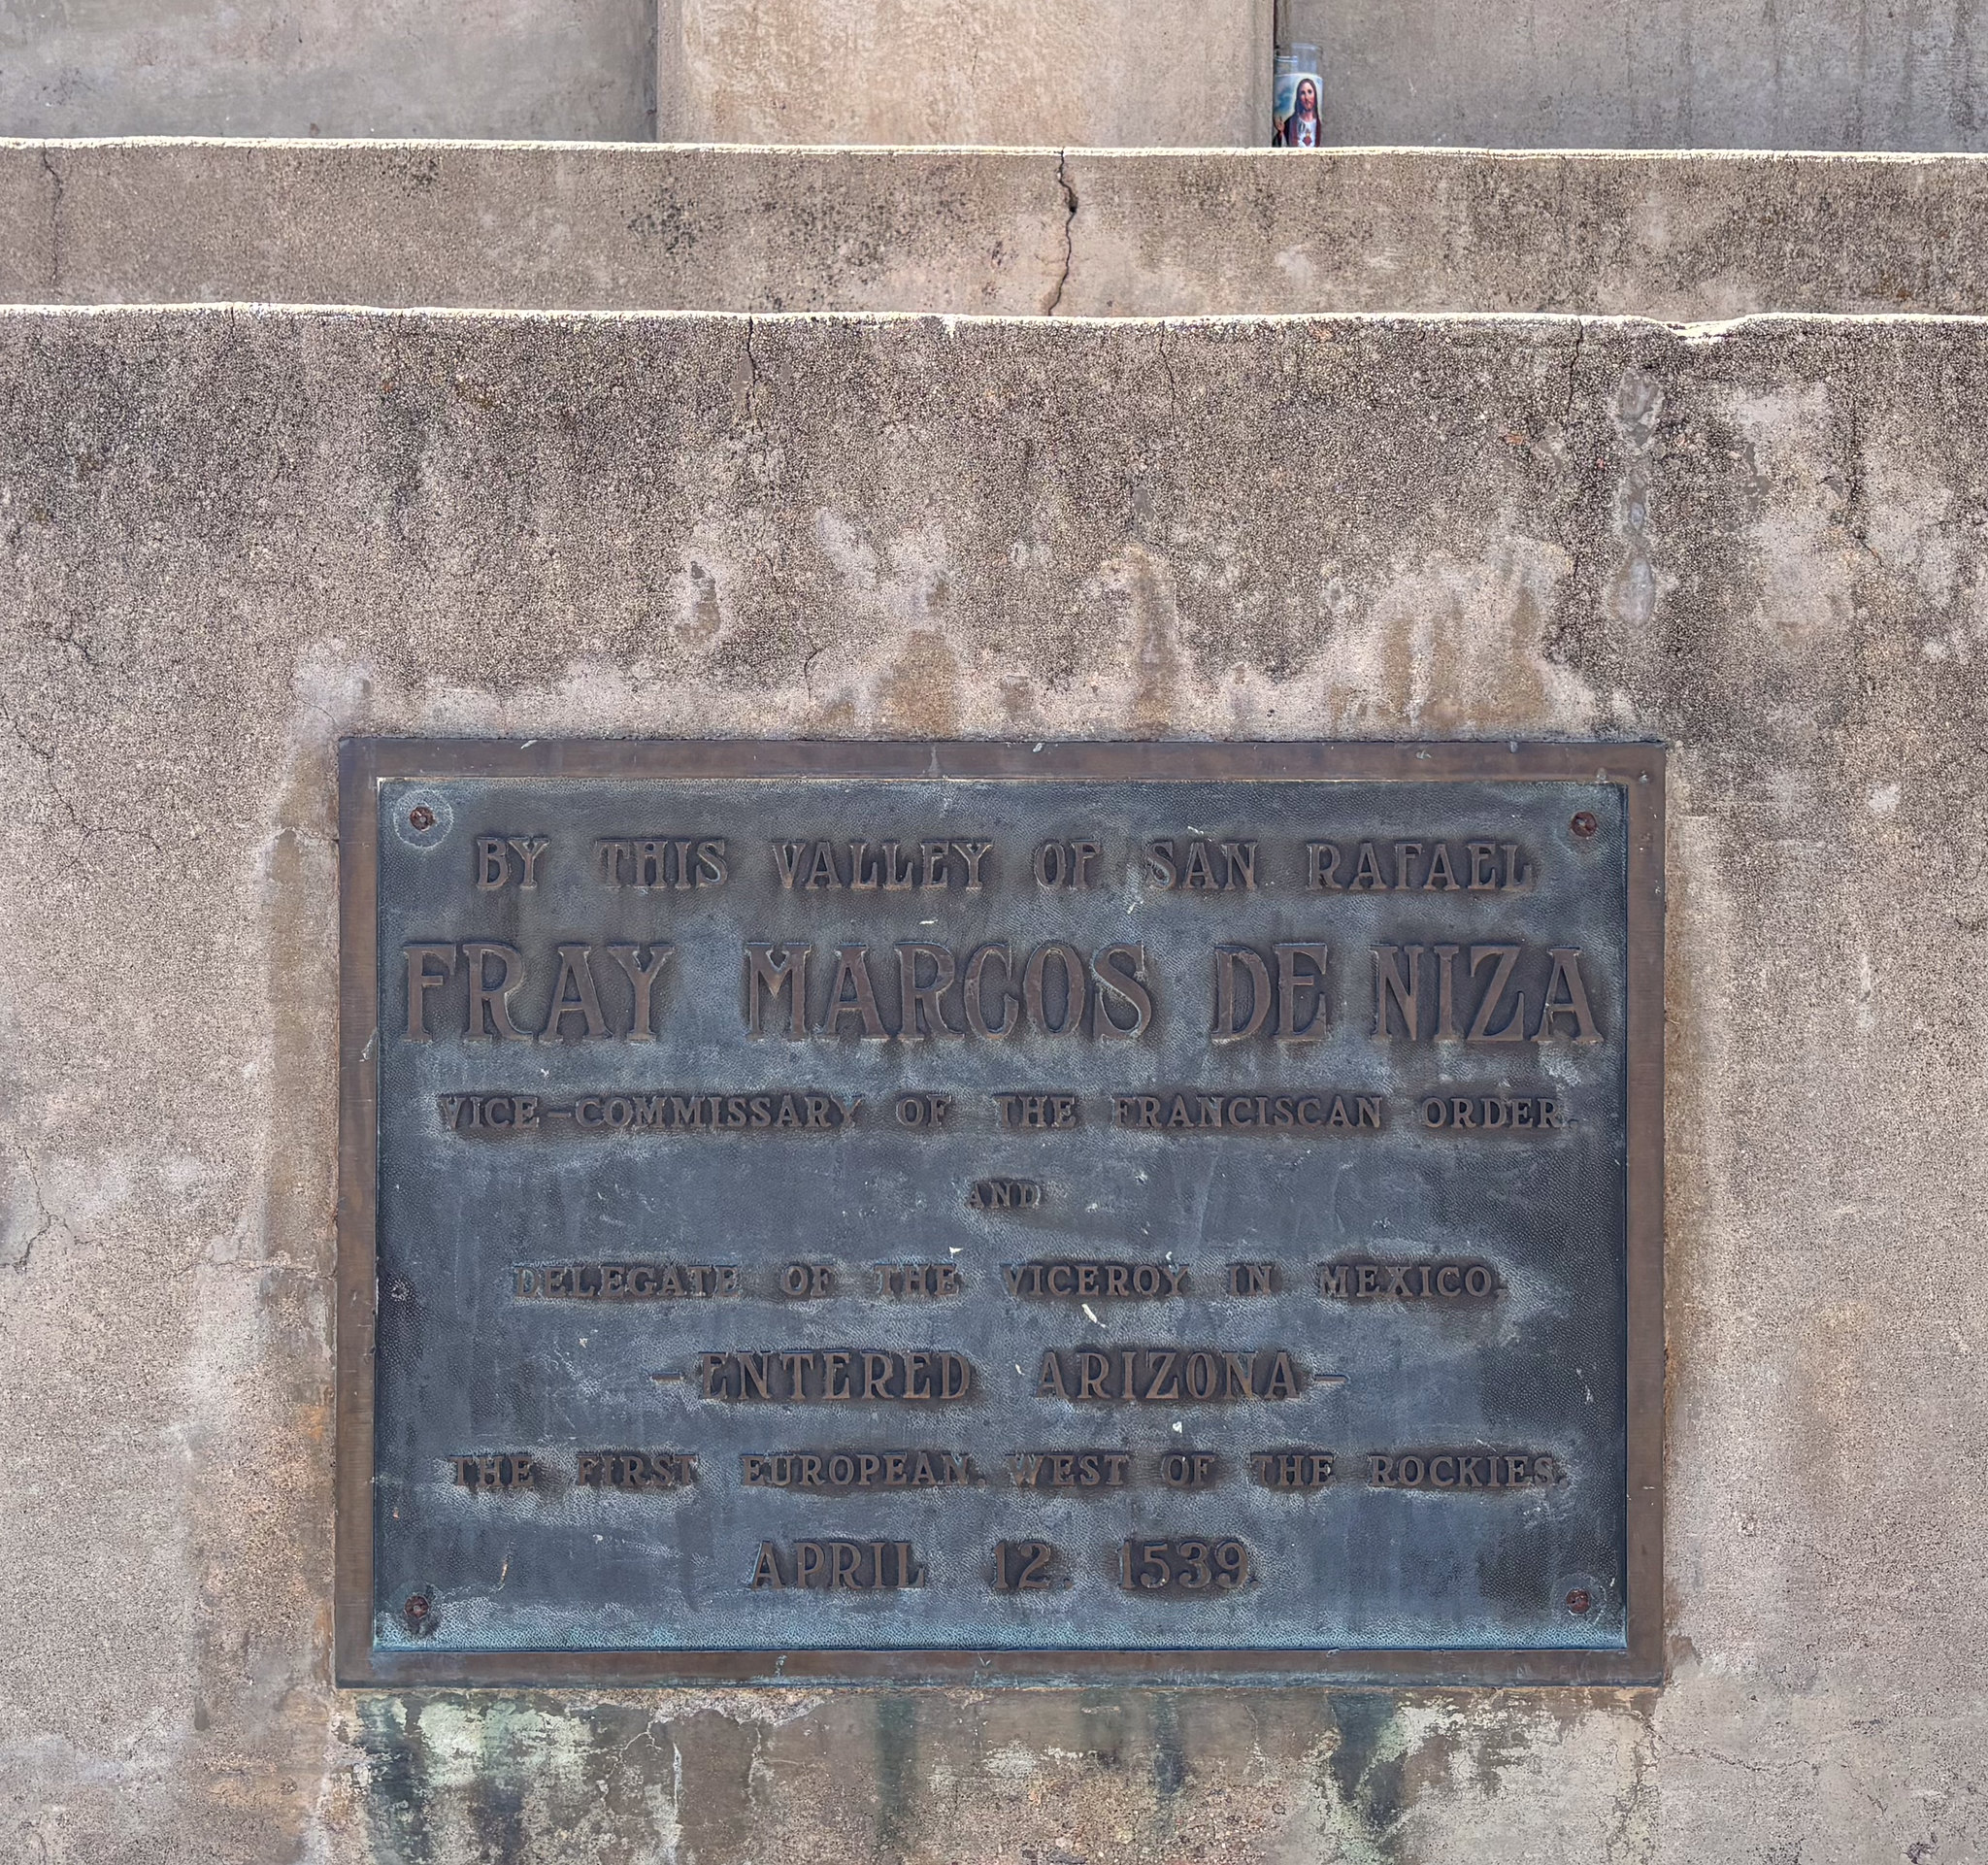 BY THIS VALLEY OF SAN RAFAEL
FRAY MARCOS DE NIZA
VICE-COMMISSARY OF THE FRANCISCAN ORDER.
AND
DELEGATE OF THE VICEROY IN MEXICO.
-ENTERED ARIZONA-
THE FIRST EUROPEAN. WEST OF THE ROCKIES.
APRIL 12. 1539.